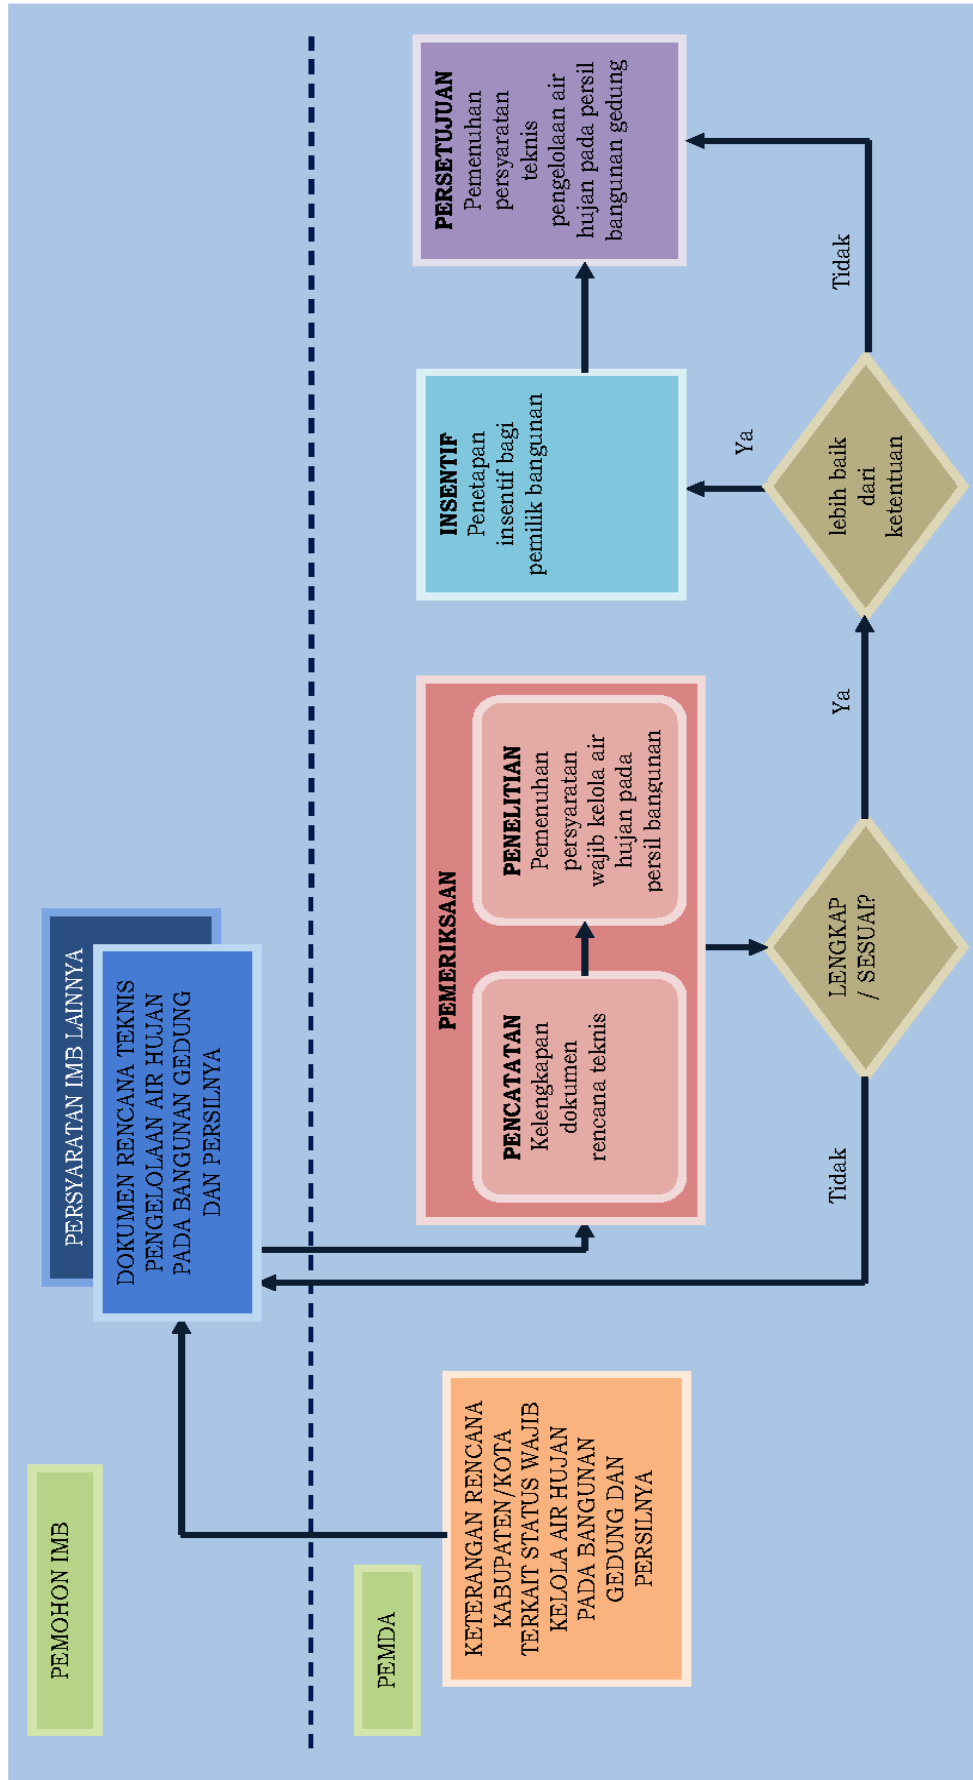 PEMOHON IMB
PERSYARATAN IMB LAINNYA
DOKUMEN RENCANA TEKNIS
PENGELOLAAN AIR HUJAN
PADA BANGUNAN GEDUNG
DAN PERSILNYA
PEMDA
KETERANGAN RENCANA
KABUPATEN/KOTA
TERKAIT STATUS WAJIB
KELOLA AIR HUJAN
PADA BANGUNAN
GEDUNG DAN
PERSILNYA
PEMERIKSAAN
PENCATATAN
Kelengkapan
dokumen
rencana teknis
PENELITIAN
Pemenuhan
persyaratan
wajib kelola air
hujan pada
persil bangunan
INSENTIF
Penetapan
insentif bagi
pemilik bangunan
PERSETUJUAN
Pemenuhan
persyaratan
teknis
pengelolaan air
hujan pada persil
bangunan gedung
Tidak
LENGKAP
/ SESUAI?
Ya
lebih baik
dari
ketentuan
Ya
Tidak